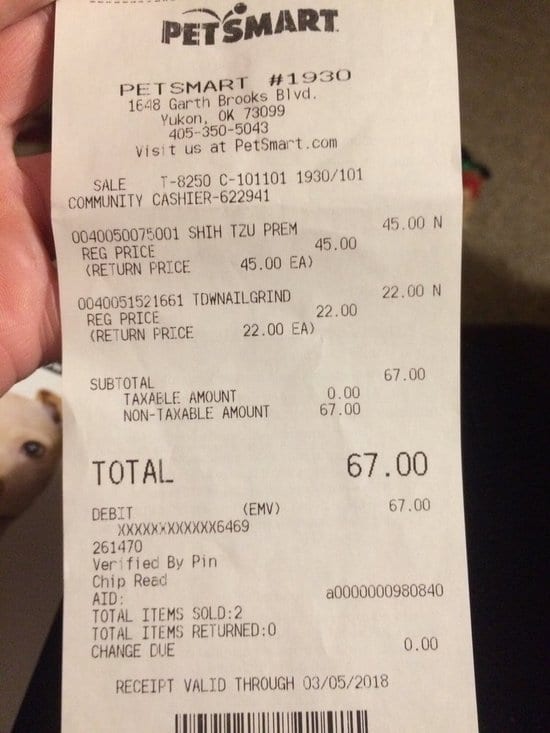 PETSMART
PETSMART #1930
1648 Garth Brooks Blvd.
Yukon, OK 73099
405-350-5043
Visit us at PetSmart.com
SALE T-8250 C-101101 1930/101
COMMUNITY CASHIER-622941
0040050075001 SHIH TZU PREM 45.00 N
REG PRICE 45.00
(RETURN PRICE 45.00 EA)
0040051521661 TDWNAILGRIND 22.00 N
REG PRICE 22.00
(RETURN PRICE 22.00 EA)
SUBTOTAL 67.00
TAXABLE AMOUNT 0.00
NON-TAXABLE AMOUNT 67.00
TOTAL 67.00
DEBIT (EMV) 67.00
XXXXXXXXXXXX6469
261470
Verified By Pin
Chip Read
AID: a0000000980840
TOTAL ITEMS SOLD:2
TOTAL ITEMS RETURNED:0
CHANGE DUE 0.00
RECEIPT VALID THROUGH 03/05/2018